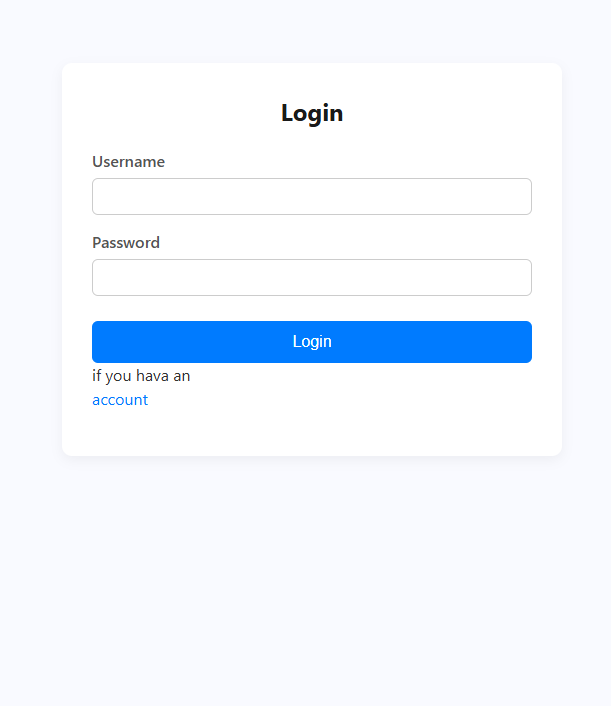 Login
Username
Password
Login
if you hava an
account